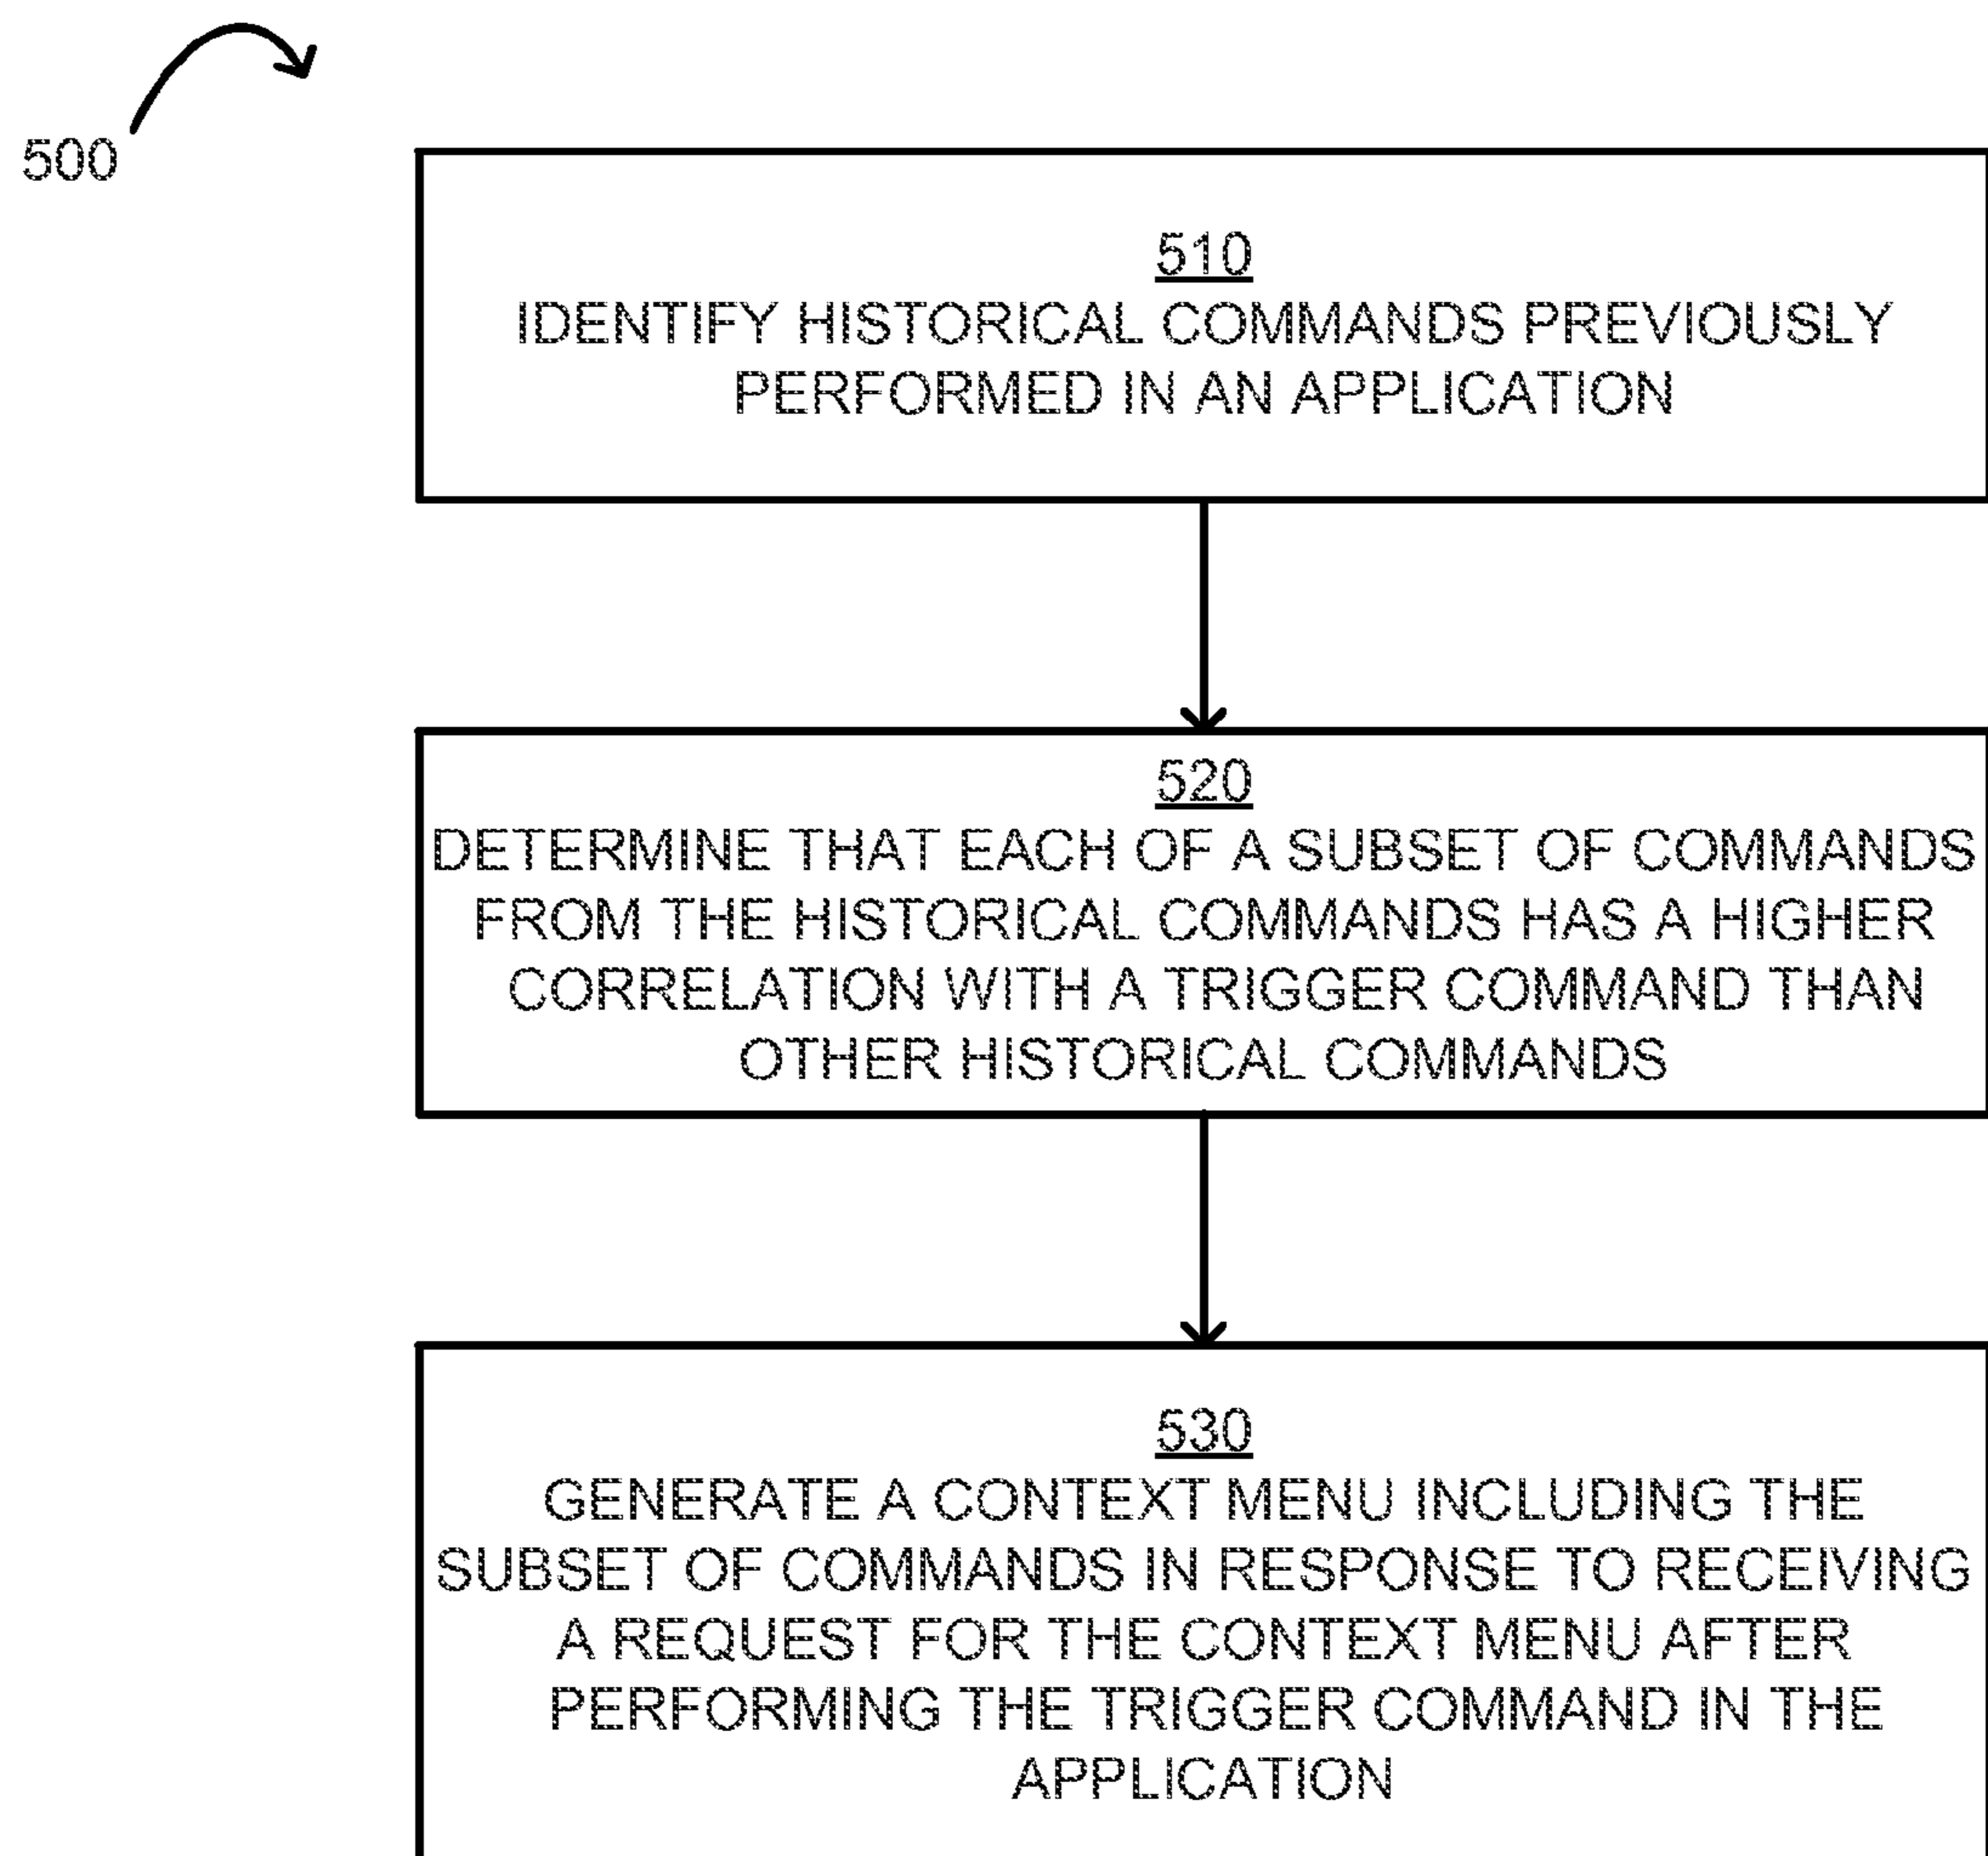 500
510
IDENTIFY HISTORICAL COMMANDS PREVIOUSLY
PERFORMED IN AN APPLICATION
520
DETERMINE THAT EACH OF A SUBSET OF COMMANDS
FROM THE HISTORICAL COMMANDS HAS A HIGHER
CORRELATION WITH A TRIGGER COMMAND THAN
OTHER HISTORICAL COMMANDS
530
GENERATE A CONTEXT MENU INCLUDING THE
SUBSET OF COMMANDS IN RESPONSE TO RECEIVING
A REQUEST FOR THE CONTEXT MENU AFTER
PERFORMING THE TRIGGER COMMAND IN THE
APPLICATION